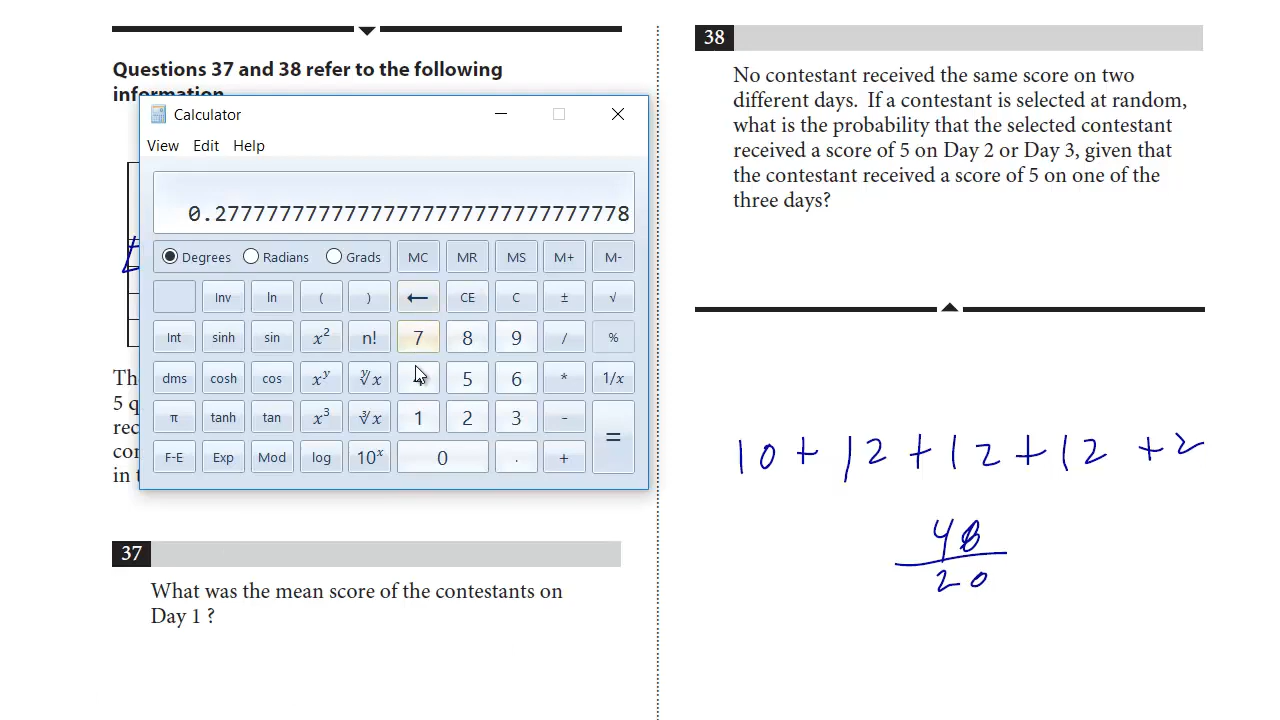 Questions 37 and 38 refer to the following
information
Calculator
View Edit Help
0.27777777777777777777777777777778
Degrees Radians Grads MC MR MS M+ M-
Inv ln ( ) ← CE C ± √
Int sinh sin x² n! 7 8 9 / %
dms cosh cos xʸ ʸ√x 5 6 * 1/x
π tanh tan x³ ³√x 1 2 3 - =
F-E Exp Mod log 10ˣ 0 . +
Th
5 q
rec
cor
in t
37
What was the mean score of the contestants on
Day 1 ?
38
No contestant received the same score on two
different days. If a contestant is selected at random,
what is the probability that the selected contestant
received a score of 5 on Day 2 or Day 3, given that
the contestant received a score of 5 on one of the
three days?
10 + 12 + 12 + 12 + 2
48
20